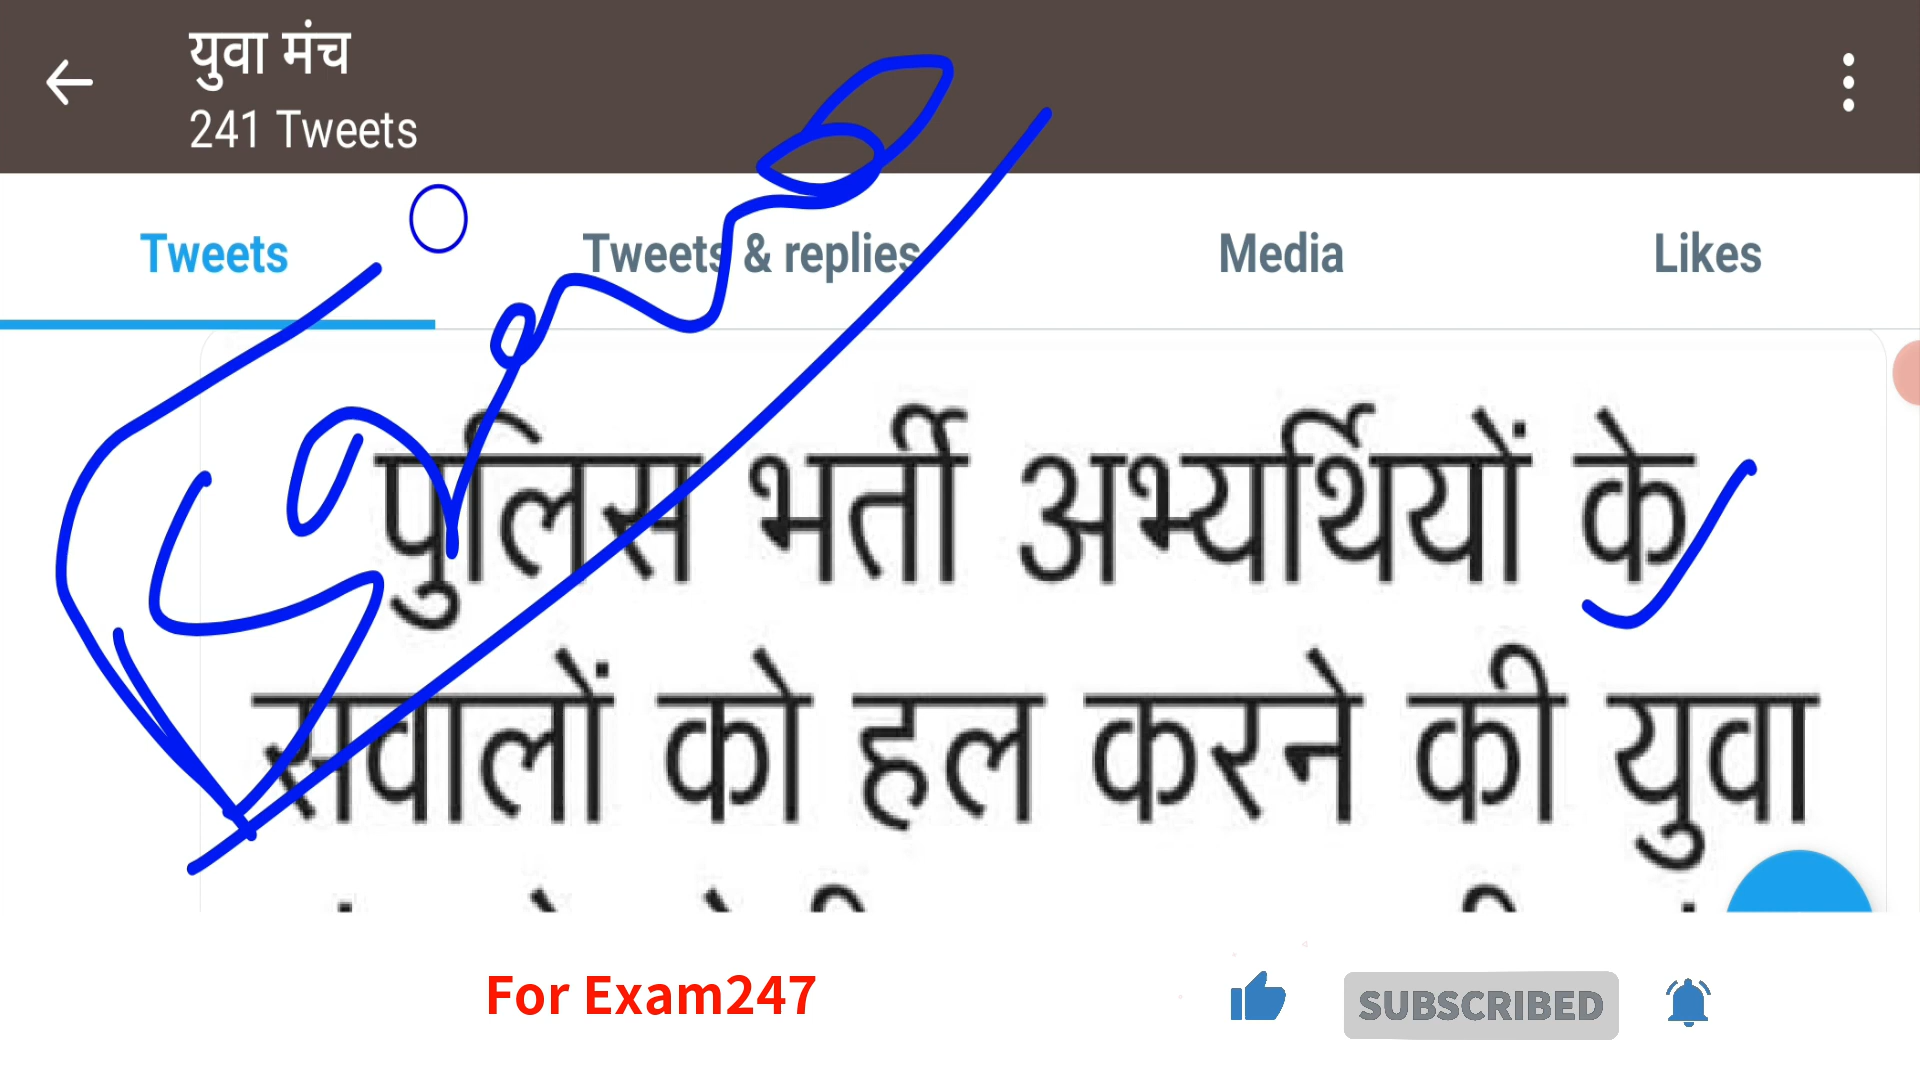 युवा मंच
241 Tweets
Tweets
Tweets & replies
Media
Likes
पुलिस भर्ती अभ्यर्थियों के
सवालों को हल करने की युवा
For Exam247
SUBSCRIBED